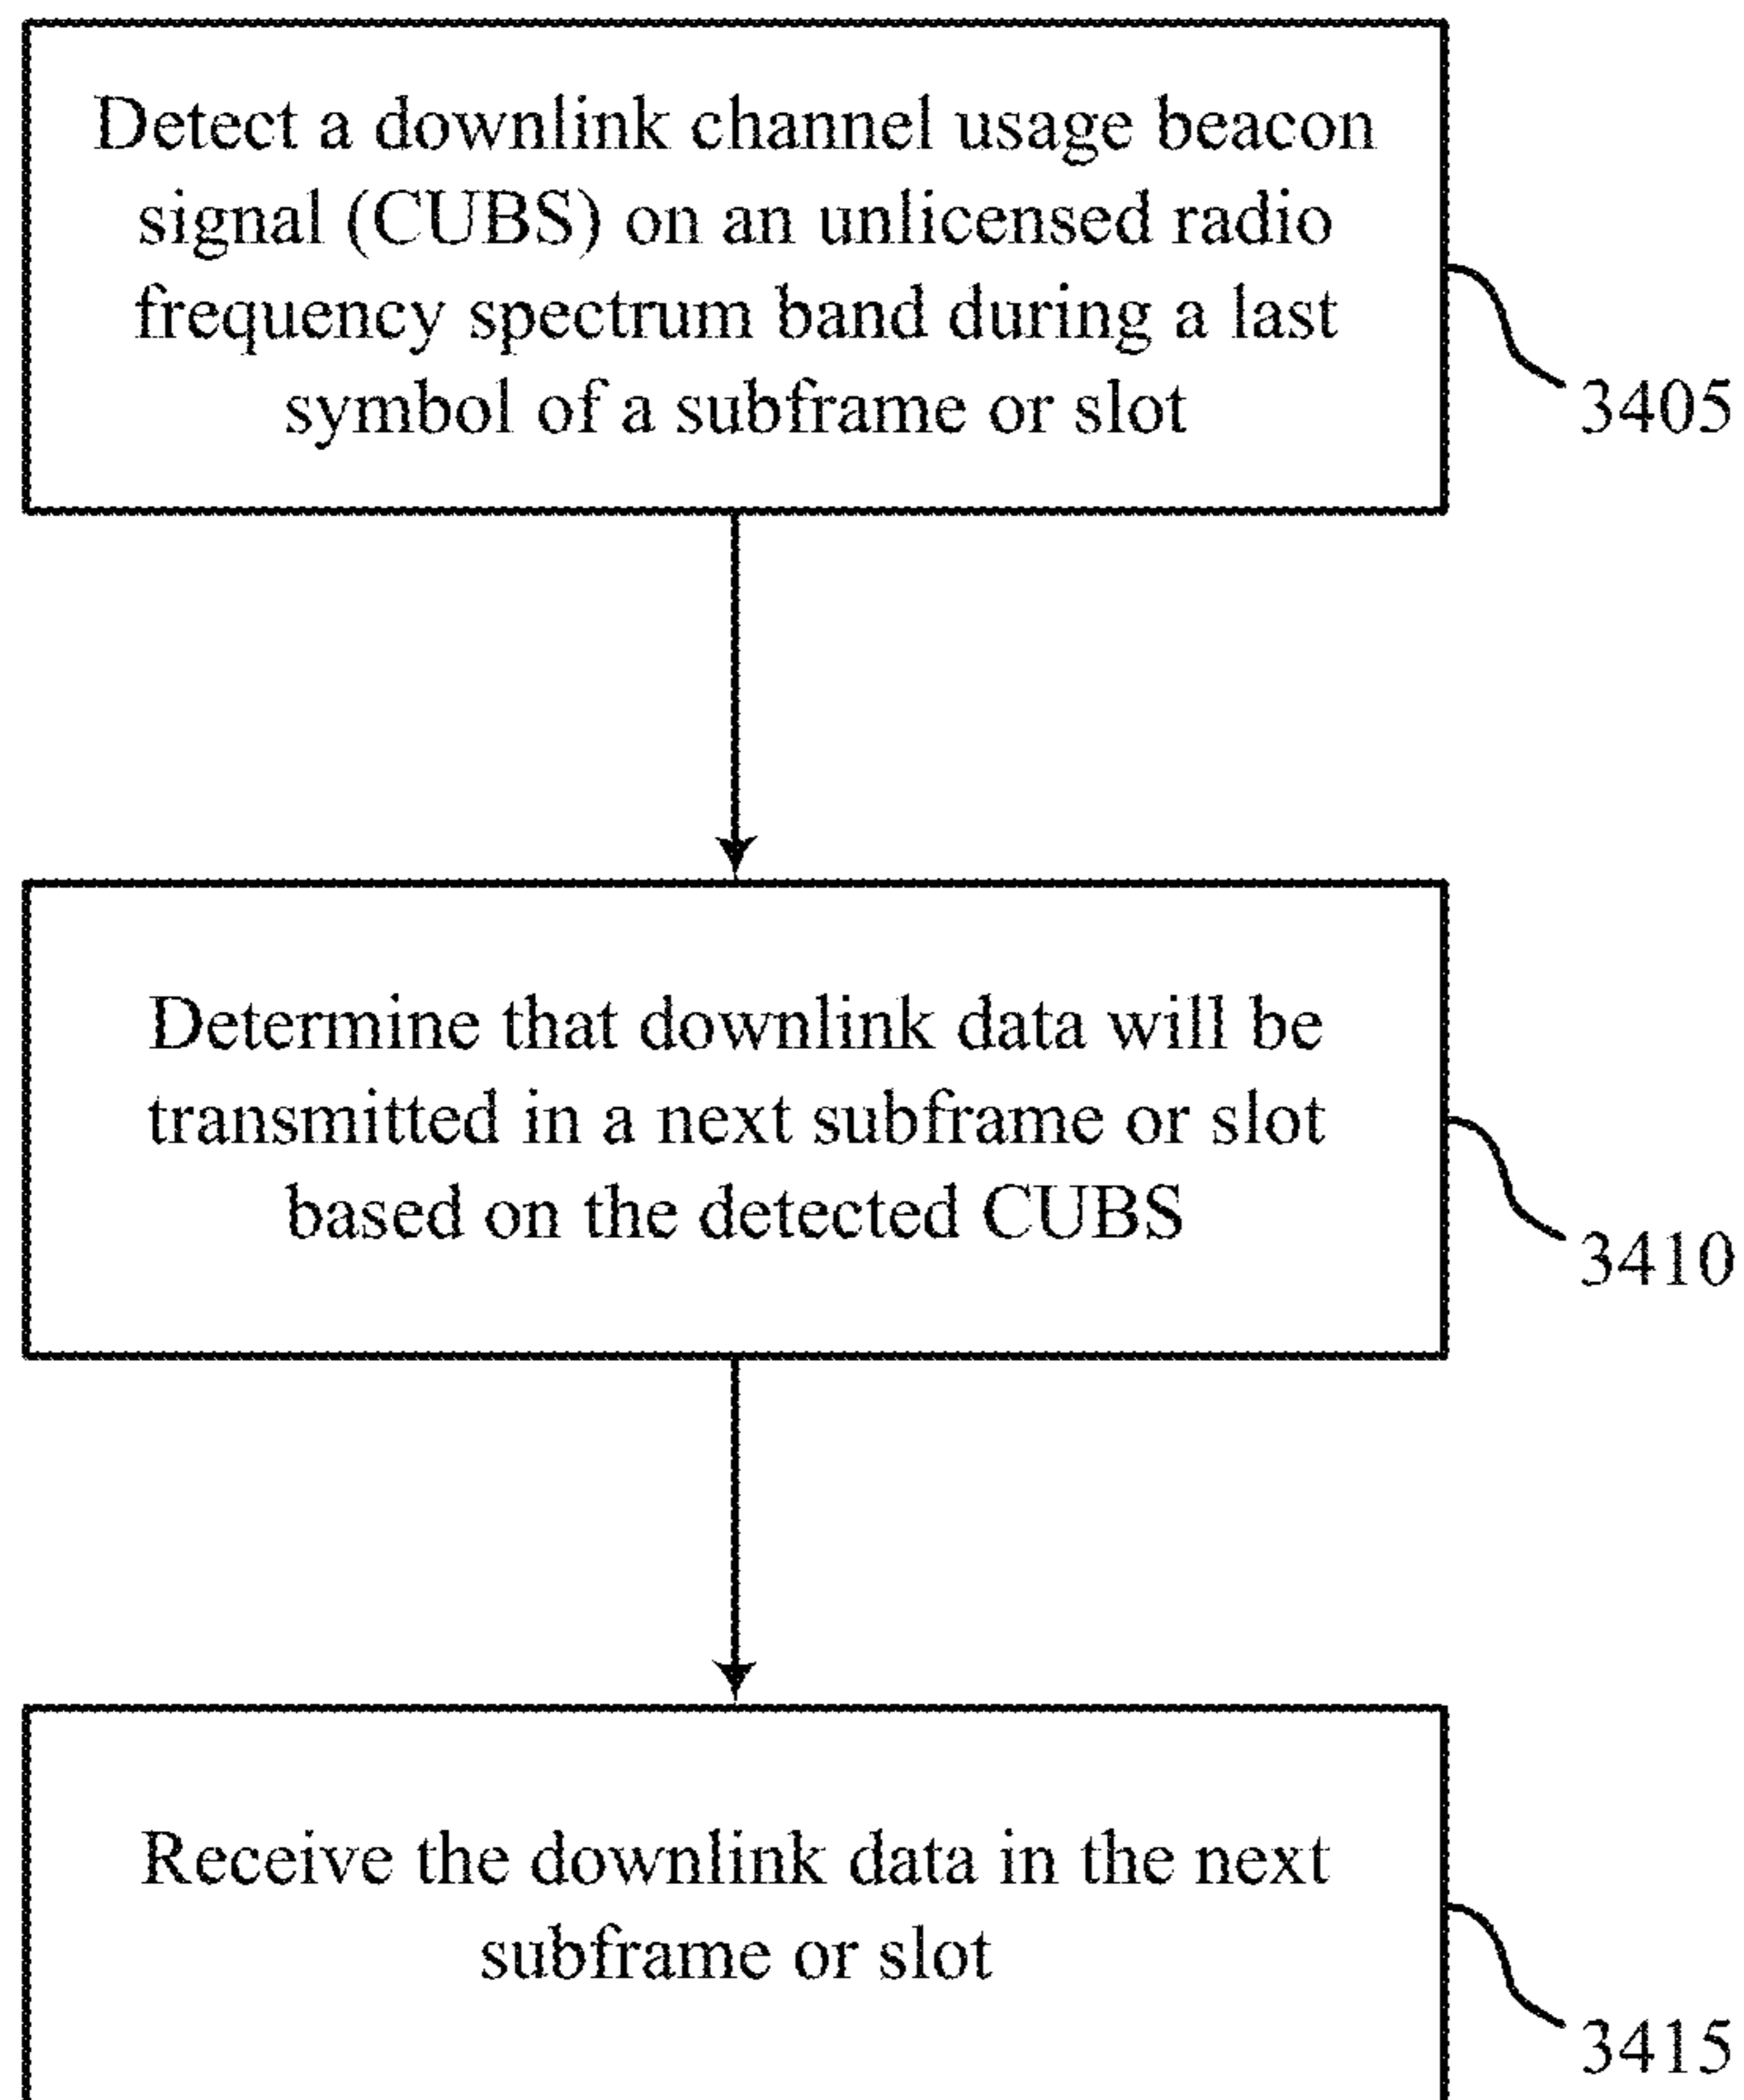 Detect a downlink channel usage beacon
signal (CUBS) on an unlicensed radio
frequency spectrum band during a last
symbol of a subframe or slot
3405
Determine that downlink data will be
transmitted in a next subframe or slot
based on the detected CUBS
3410
Receive the downlink data in the next
subframe or slot
3415